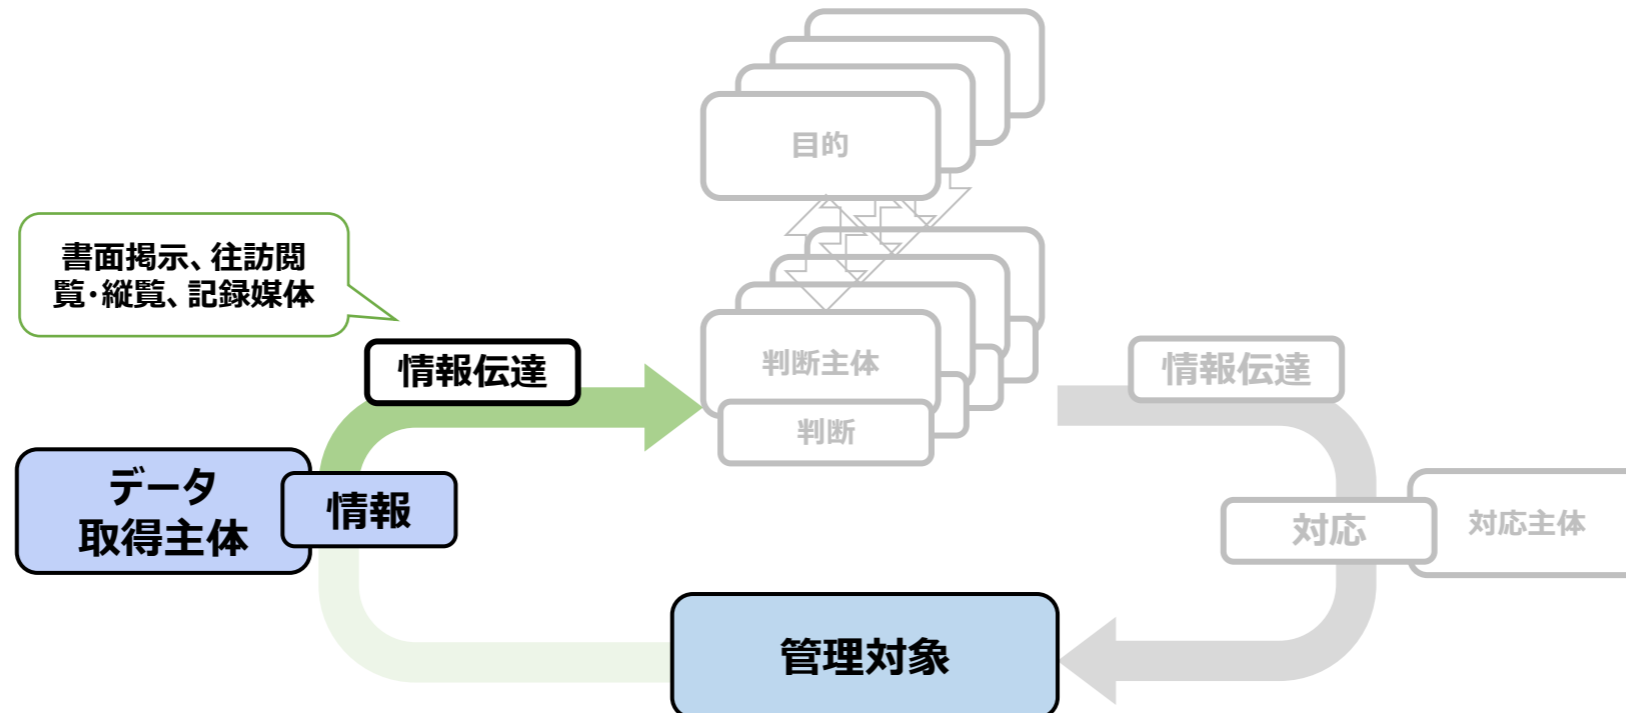 目的
書面掲示、往訪閲
覧・縦覧、記録媒体
情報伝達
判断主体
判断
情報伝達
データ
取得主体
情報
対応
対応主体
管理対象